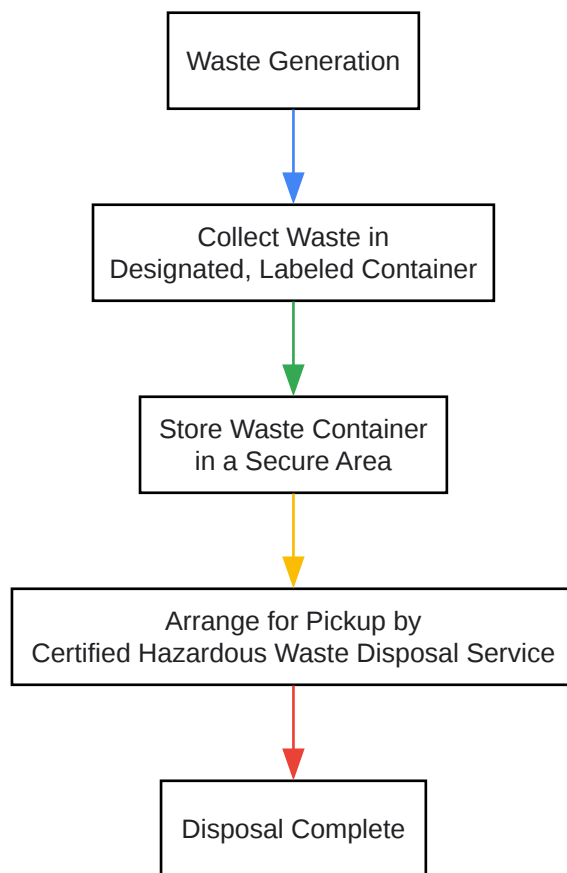 Waste Generation
Collect Waste in
Designated, Labeled Container
Store Waste Container
in a Secure Area
Arrange for Pickup by
Certified Hazardous Waste Disposal Service
Disposal Complete